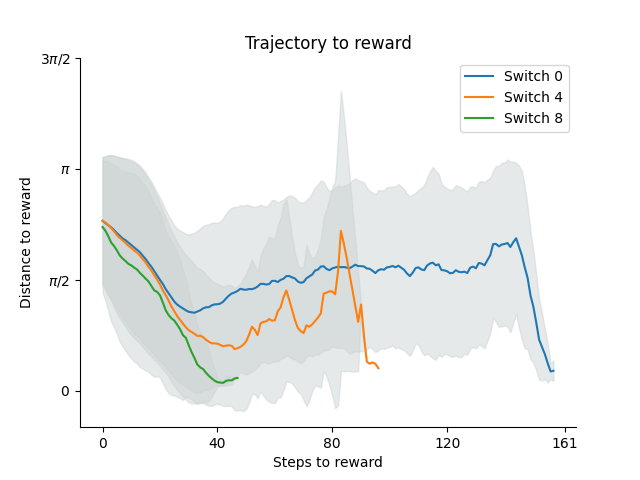 Trajectory to reward
3π/2
π
π/2
0
Distance to reward
Switch 0
Switch 4
Switch 8
0 40 80 120 161
Steps to reward